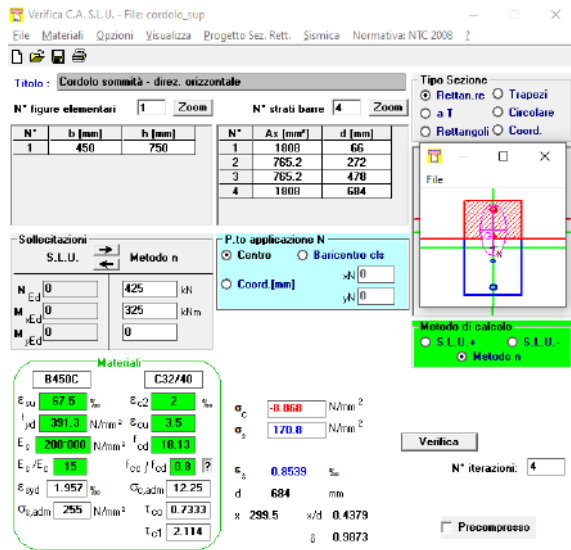 Verifica C.A. S.L.U. - File: cordolo_sup
File Materiali Opzioni Visualizza Progetto Sez. Rett. Sismica Normativa: NTC 2008 ?
Titolo : Cordolo sommità - direz. orizzontale
N° figure elementari 1 Zoom
N° strati barre 4 Zoom
N° b [mm] h [mm]
1 450 750
N° As [mm²] d [mm]
1 1808 66
2 765.2 272
3 765.2 478
4 1808 684
Tipo Sezione
Rettan.re Trapezi
a T Circolare
Rettangoli Coord.
File
N
Sollecitazioni
S.L.U. Metodo n
N Ed 0 425 kN
M xEd 0 325 kNm
M yEd 0 0
P.to applicazione N
Centro Baricentro cls
Coord.[mm] xN 0
yN 0
Metodo di calcolo
S.L.U.+ S.L.U.-
Metodo n
Materiali
B450C C32/40
εsu 67.5 ‰ εc2 2 ‰
fyd 391.3 N/mm² εcu 3.5
Es 200'000 N/mm² fcd 18.13
Es/Ec 15 fcc/fcd 0.8 ?
εsyd 1.957 ‰ σc,adm 12.25
σs,adm 255 N/mm² τco 0.7333
τc1 2.114
σc -8.868 N/mm²
σs 170.8 N/mm²
εs 0.8539 ‰
d 684 mm
x 299.5 x/d 0.4379
δ 0.9873
Verifica
N° iterazioni: 4
Precompresso